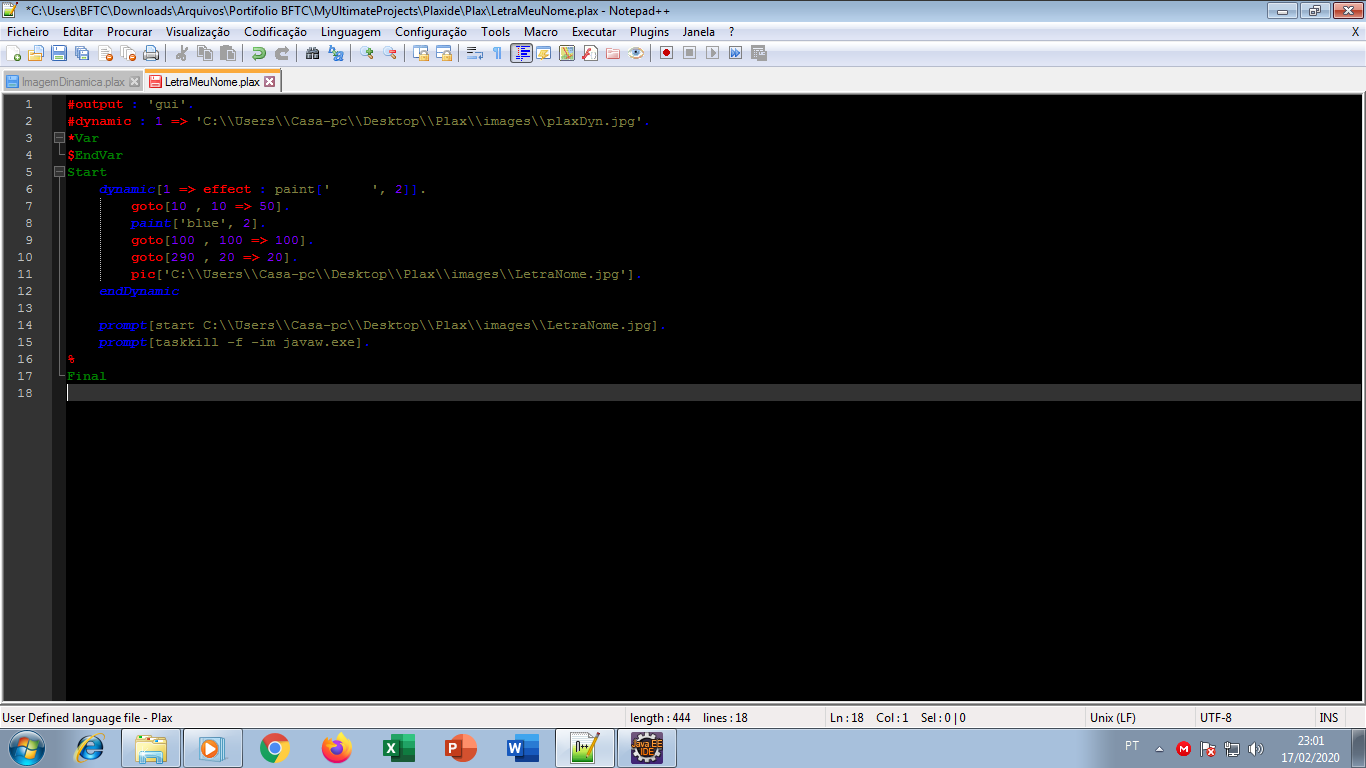 *C:\Users\BFTC\Downloads\Arquivos\Portifolio BFTC\MyUltimateProjects\Plaxide\Plax\LetraMeuNome.plax - Notepad++
Ficheiro Editar Procurar Visualização Codificação Linguagem Configuração Tools Macro Executar Plugins Janela ? X
ImagemDinamica.plax LetraMeuNome.plax
1 #output : 'gui'.
2 #dynamic : 1 => 'C:\\Users\\Casa-pc\\Desktop\\Plax\\images\\plaxDyn.jpg'.
3 *Var
4 $EndVar
5 Start
6 dynamic[1 => effect : paint['     ', 2]].
7 goto[10 , 10 => 50].
8 paint['blue', 2].
9 goto[100 , 100 => 100].
10 goto[290 , 20 => 20].
11 pic['C:\\Users\\Casa-pc\\Desktop\\Plax\\images\\LetraNome.jpg'].
12 endDynamic
13
14 prompt[start C:\\Users\\Casa-pc\\Desktop\\Plax\\images\\LetraNome.jpg].
15 prompt[taskkill -f -im javaw.exe].
16 %
17 Final
18
User Defined language file - Plax length : 444 lines : 18 Ln : 18 Col : 1 Sel : 0 | 0 Unix (LF) UTF-8 INS
PT 23:01
17/02/2020
Java EE
IDE